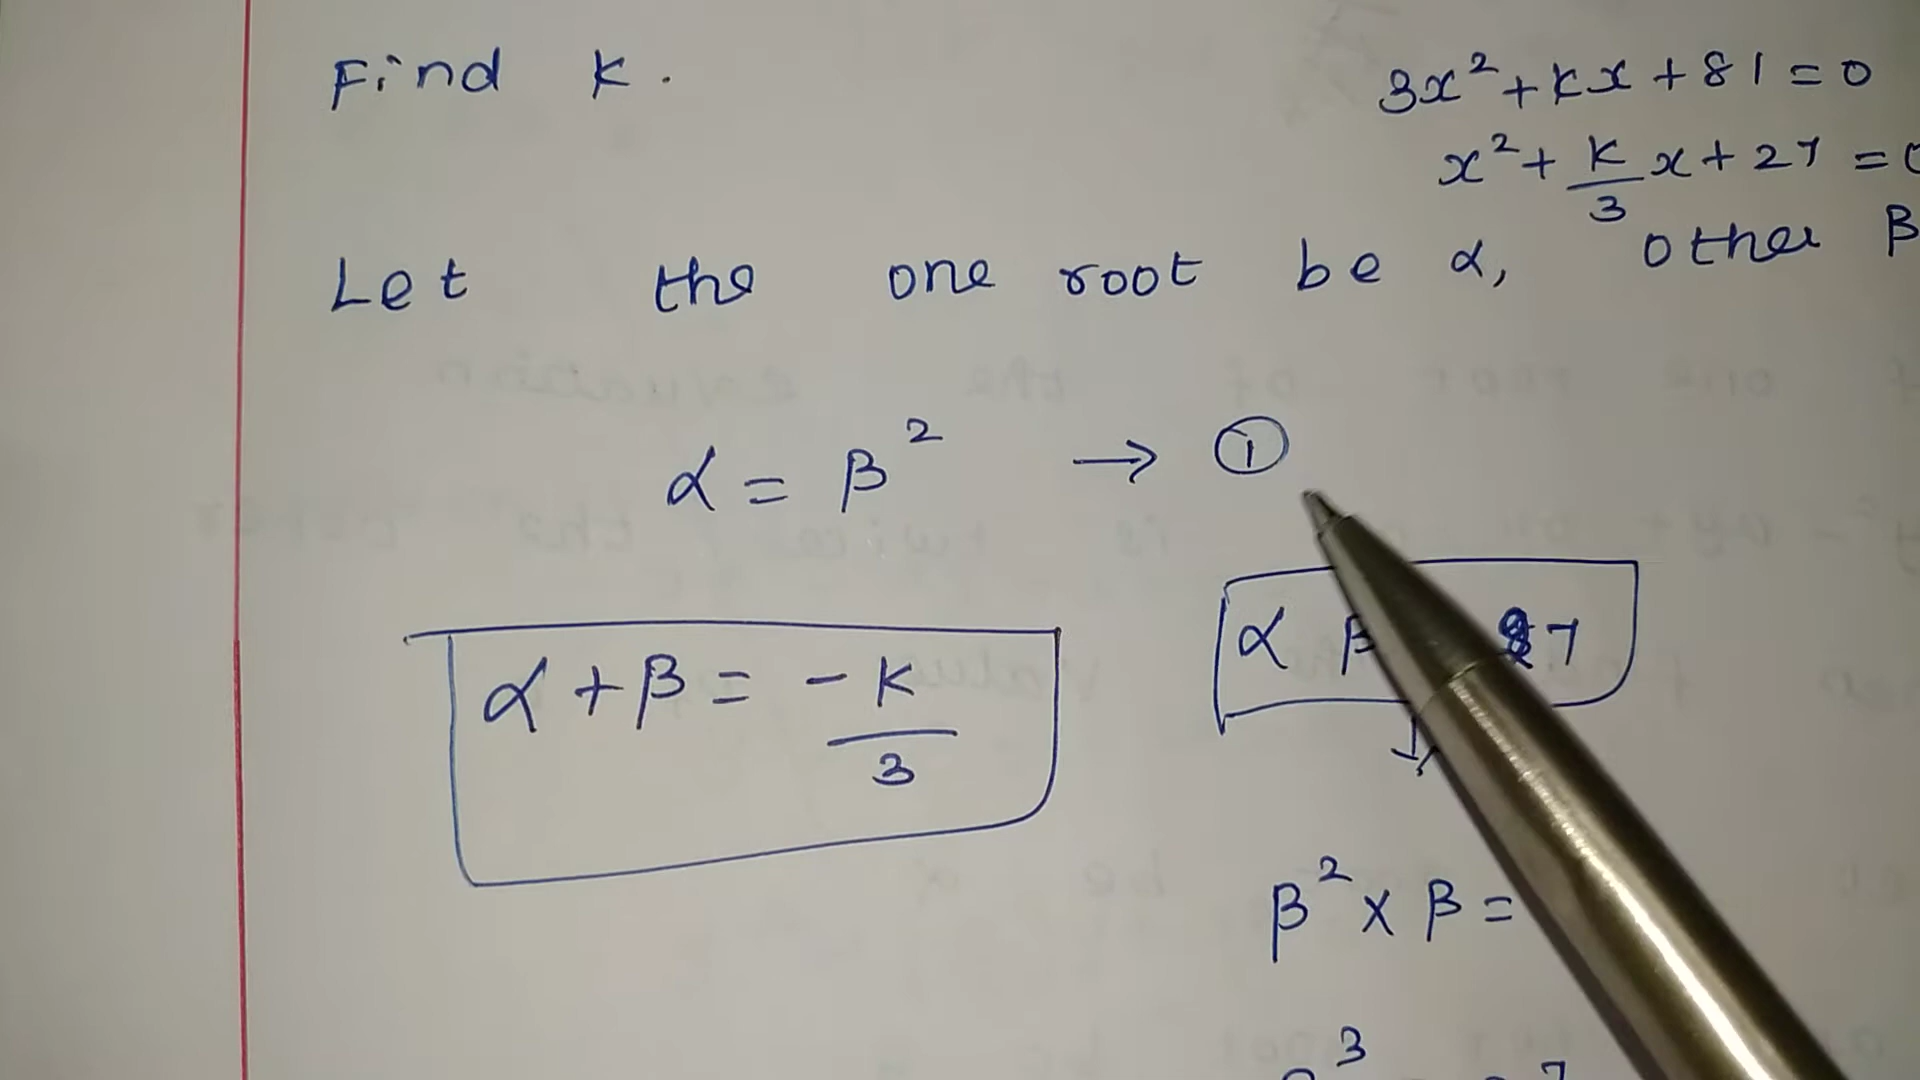 Find k.
3x² + kx + 81 = 0
x² + k/3 x + 27 = 0
Let the one root be α, other β
α = β² → ①
α + β = - k/3
α β 27
β² × β =
3